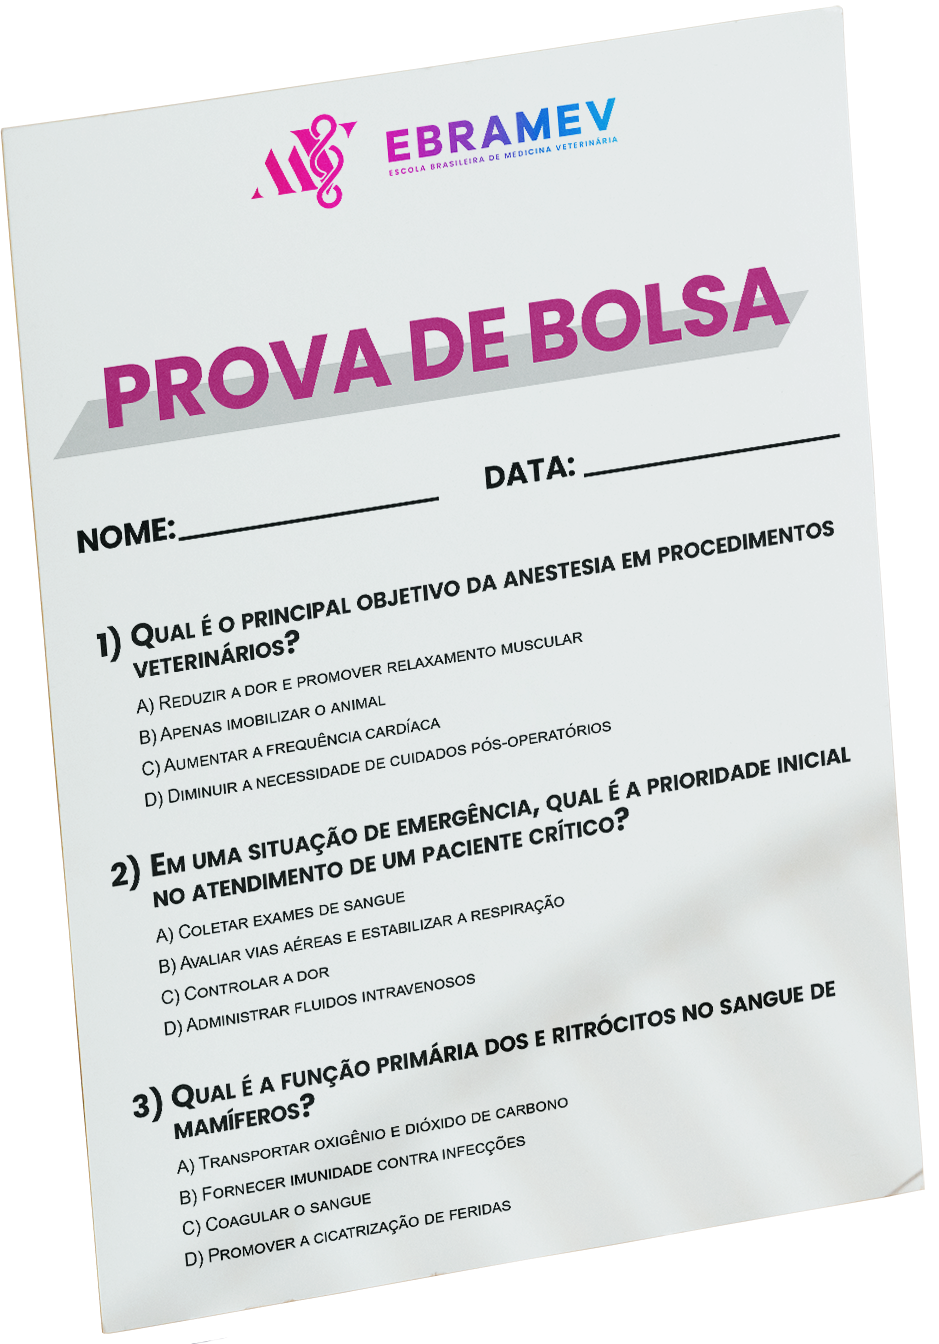 EBRAMEV
ESCOLA BRASILEIRA DE MEDICINA VETERINÁRIA
PROVA DE BOLSA
NOME:
DATA:
1) QUAL É O PRINCIPAL OBJETIVO DA ANESTESIA EM PROCEDIMENTOS
VETERINÁRIOS?
A) REDUZIR A DOR E PROMOVER RELAXAMENTO MUSCULAR
B) APENAS IMOBILIZAR O ANIMAL
C) AUMENTAR A FREQUÊNCIA CARDÍACA
D) DIMINUIR A NECESSIDADE DE CUIDADOS PÓS-OPERATÓRIOS
2) EM UMA SITUAÇÃO DE EMERGÊNCIA, QUAL É A PRIORIDADE INICIAL
NO ATENDIMENTO DE UM PACIENTE CRÍTICO?
A) COLETAR EXAMES DE SANGUE
B) AVALIAR VIAS AÉREAS E ESTABILIZAR A RESPIRAÇÃO
C) CONTROLAR A DOR
D) ADMINISTRAR FLUIDOS INTRAVENOSOS
3) QUAL É A FUNÇÃO PRIMÁRIA DOS E RITRÓCITOS NO SANGUE DE
MAMÍFEROS?
A) TRANSPORTAR OXIGÊNIO E DIÓXIDO DE CARBONO
B) FORNECER IMUNIDADE CONTRA INFECÇÕES
C) COAGULAR O SANGUE
D) PROMOVER A CICATRIZAÇÃO DE FERIDAS